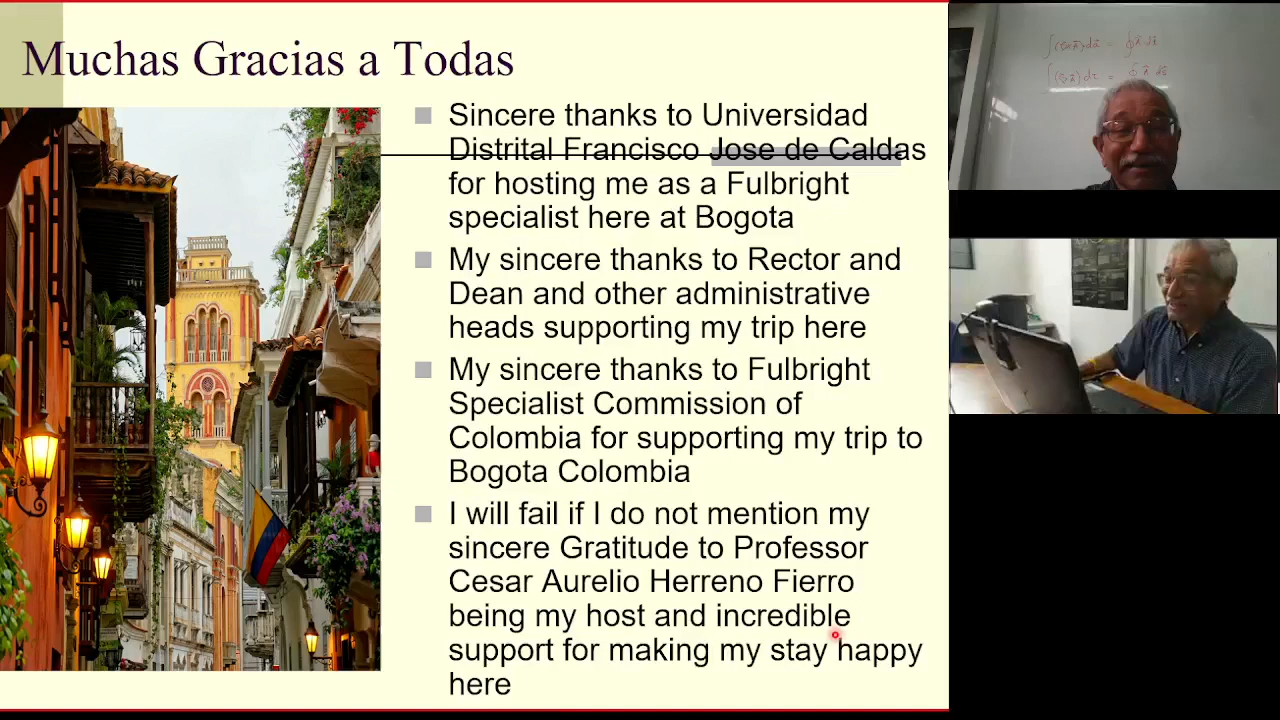 Muchas Gracias a Todas
Sincere thanks to Universidad
Distrital Francisco Jose de Caldas
for hosting me as a Fulbright
specialist here at Bogota
My sincere thanks to Rector and
Dean and other administrative
heads supporting my trip here
My sincere thanks to Fulbright
Specialist Commission of
Colombia for supporting my trip to
Bogota Colombia
I will fail if I do not mention my
sincere Gratitude to Professor
Cesar Aurelio Herreno Fierro
being my host and incredible
support for making my stay happy
here